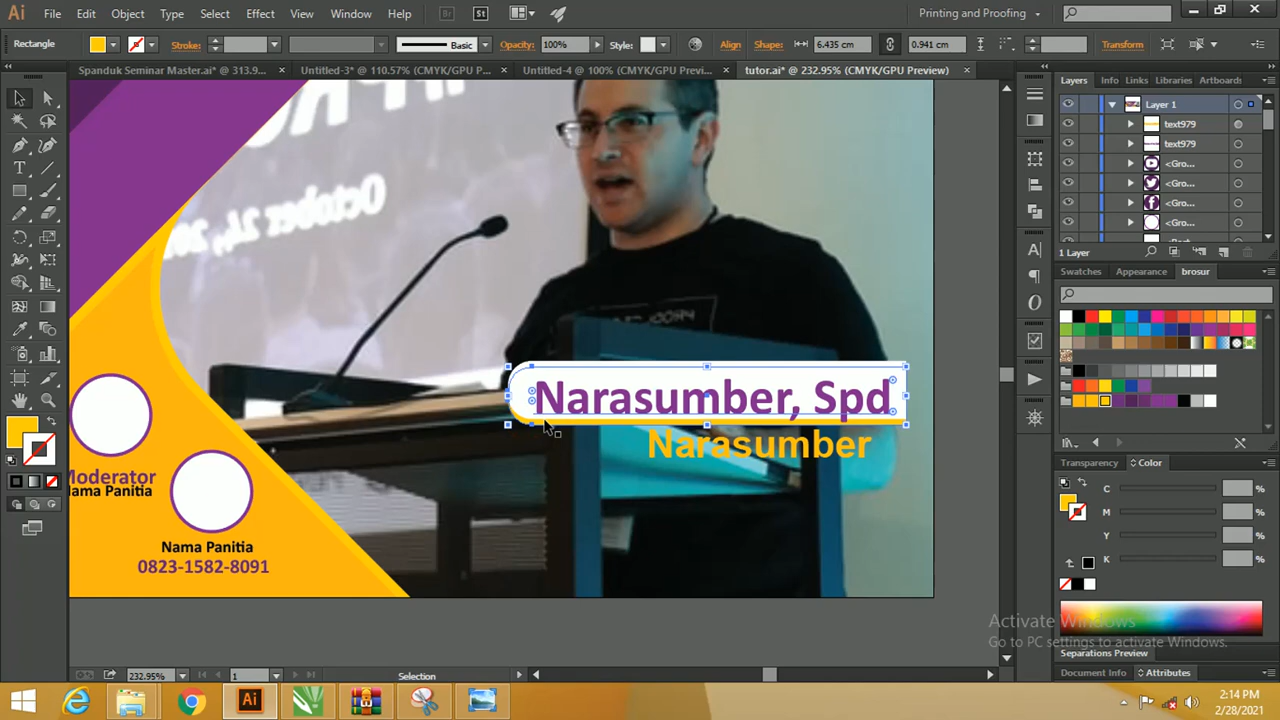 Ai File Edit Object Type Select Effect View Window Help Br St Printing and Proofing
Rectangle Stroke: Basic Opacity: 100% Style: Align Shape: 6.435 cm 0.941 cm Transform
Spanduk Seminar Master.ai* @ 313.9... Untitled-3* @ 110.57% (CMYK/GPU P... Untitled-4 @ 100% (CMYK/GPU Previ... tutor.ai* @ 232.95% (CMYK/GPU Preview)
Layers Info Links Libraries Artboards
Layer 1
text979
text979
<Gro...
<Gro...
<Gro...
<Gro...
1 Layer
Swatches Appearance brosur
October 24, 20
Narasumber, Spd
Narasumber
Moderator
Nama Panitia
Nama Panitia
0823-1582-8091
Transparency Color
C
M
Y
K
Activate Windows
Go to PC settings to activate Windows.
Separations Preview
Document Info Attributes
232.95% 1 Selection
Ai
2:14 PM
2/28/2021